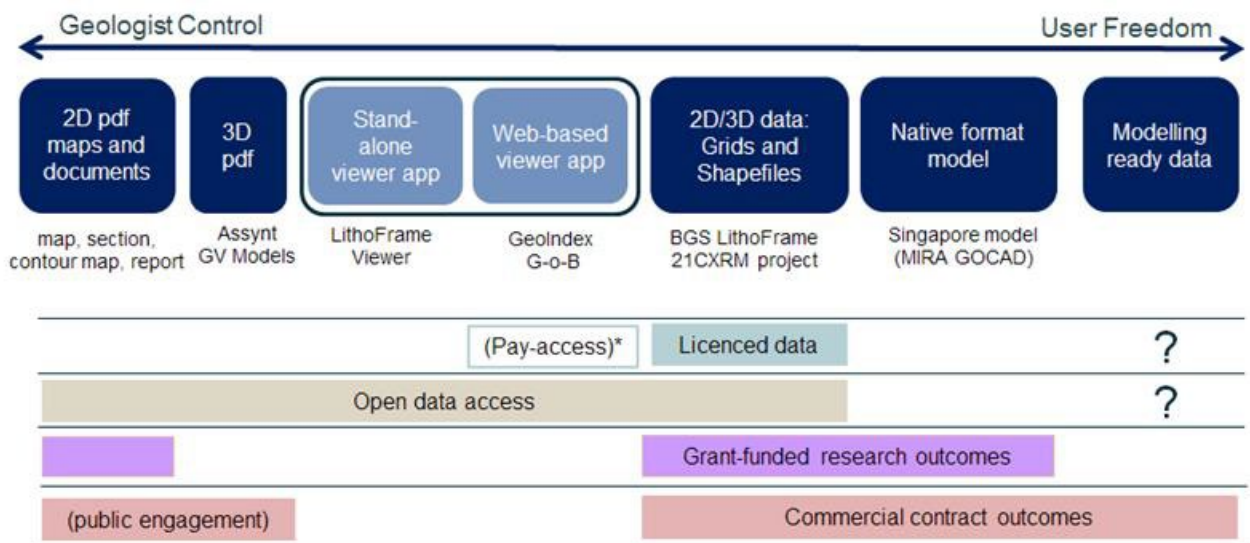 Geologist Control
User Freedom
2D pdf
maps and
documents
3D
pdf
Stand-
alone
viewer app
Web-based
viewer app
2D/3D data:
Grids and
Shapefiles
Native format
model
Modelling
ready data
map, section,
contour map, report
Assynt
GV Models
LithoFrame
Viewer
GeoIndex
G-o-B
BGS LithoFrame
21CXRM project
Singapore model
(MIRA GOCAD)
(Pay-access)*
Licenced data
?
Open data access
?
Grant-funded research outcomes
(public engagement)
Commercial contract outcomes